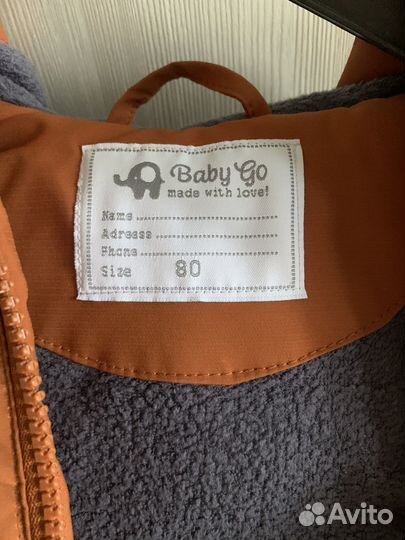 Baby Go
made with love!
Name
Adress
Phone
Size 80
Avito